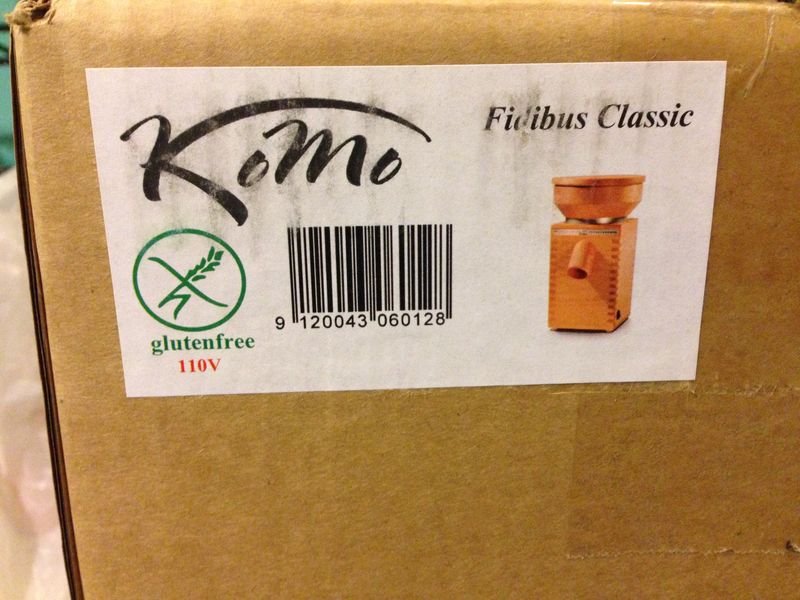 KoMo
Fidibus Classic
glutenfree
110V
9 120043 060128